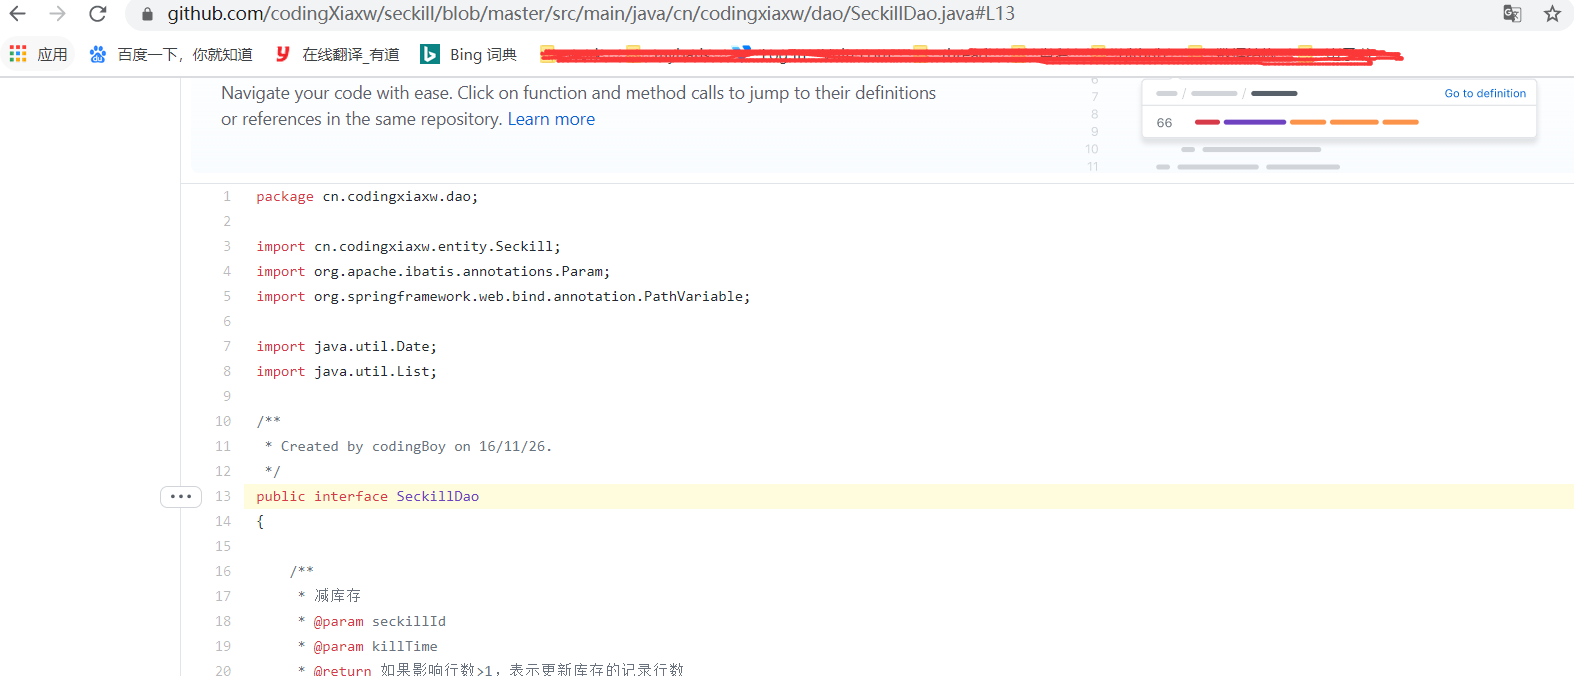 github.com/codingXiaxw/seckill/blob/master/src/main/java/cn/codingxiaxw/dao/SeckillDao.java#L13
应用 百度一下，你就知道 在线翻译_有道 Bing 词典
Navigate your code with ease. Click on function and method calls to jump to their definitions
or references in the same repository. Learn more
6
7
8
9
10
11
Go to definition
66
1 package cn.codingxiaxw.dao;
2
3 import cn.codingxiaxw.entity.Seckill;
4 import org.apache.ibatis.annotations.Param;
5 import org.springframework.web.bind.annotation.PathVariable;
6
7 import java.util.Date;
8 import java.util.List;
9
10 /**
11 * Created by codingBoy on 16/11/26.
12 */
13 public interface SeckillDao
14 {
15
16 /**
17 * 减库存
18 * @param seckillId
19 * @param killTime
20 * @return 如果影响行数>1，表示更新库存的记录行数